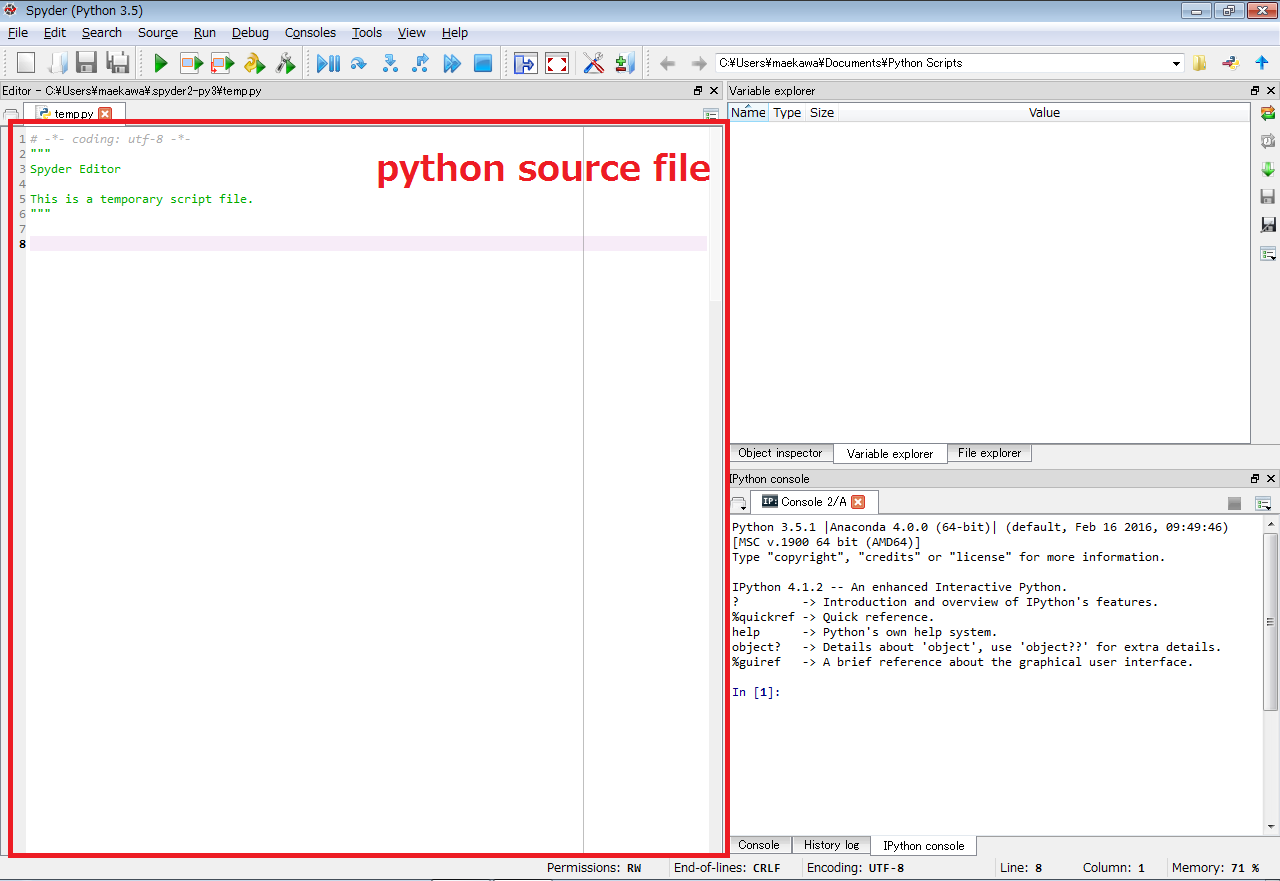 Spyder (Python 3.5)
File Edit Search Source Run Debug Consoles Tools View Help
C:¥Users¥maekawa¥Documents¥Python Scripts
Editor - C:¥Users¥maekawa¥.spyder2-py3¥temp.py
temp.py
1 # -*- coding: utf-8 -*-
2 """
3 Spyder Editor
4
5 This is a temporary script file.
6 """
7
8
python source file
Variable explorer
Name Type Size Value
Object inspector Variable explorer File explorer
IPython console
IP: Console 2/A
Python 3.5.1 |Anaconda 4.0.0 (64-bit)| (default, Feb 16 2016, 09:49:46)
[MSC v.1900 64 bit (AMD64)]
Type "copyright", "credits" or "license" for more information.
IPython 4.1.2 -- An enhanced Interactive Python.
? -> Introduction and overview of IPython's features.
%quickref -> Quick reference.
help -> Python's own help system.
object? -> Details about 'object', use 'object??' for extra details.
%guiref -> A brief reference about the graphical user interface.
In [1]:
Console History log IPython console
Permissions: RW End-of-lines: CRLF Encoding: UTF-8 Line: 8 Column: 1 Memory: 71 %